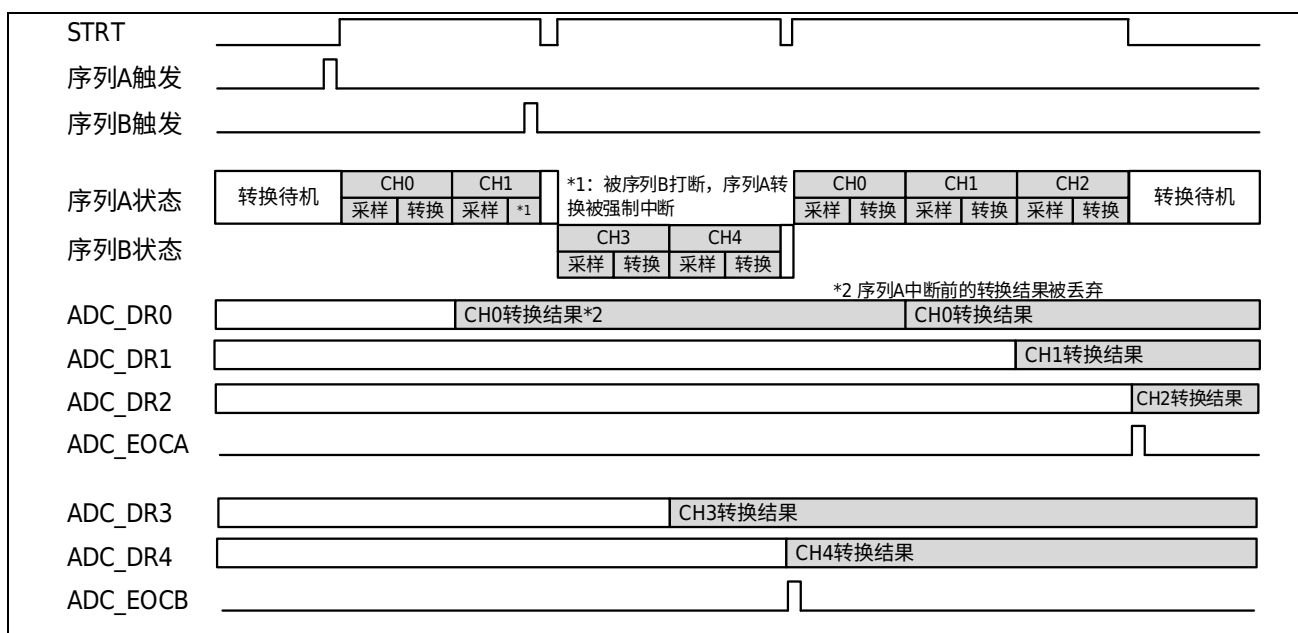 STRT
序列A触发
序列B触发
序列A状态
转换待机
CH0
CH1
*1：被序列B打断，序列A转
CH0
CH1
CH2
转换待机
采样
转换
采样
*1
换被强制中断
采样
转换
采样
转换
采样
转换
序列B状态
CH3
CH4
采样
转换
采样
转换
*2 序列A中断前的转换结果被丢弃
ADC_DR0
CH0转换结果*2
CH0转换结果
ADC_DR1
CH1转换结果
ADC_DR2
CH2转换结果
ADC_EOCA
ADC_DR3
CH3转换结果
ADC_DR4
CH4转换结果
ADC_EOCB